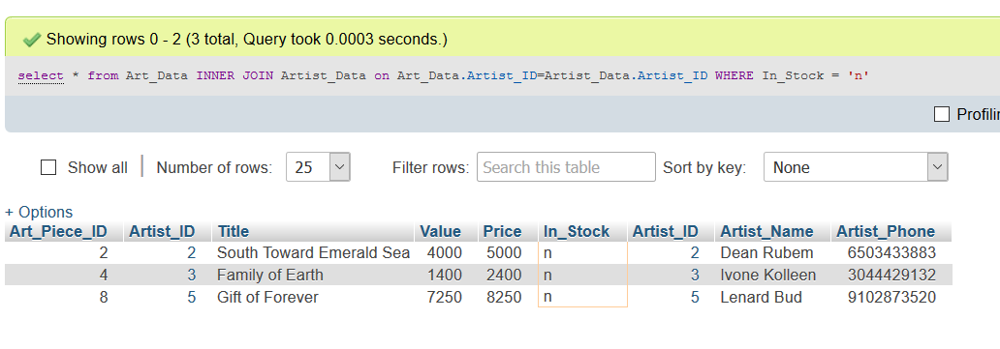 Showing rows 0 - 2 (3 total, Query took 0.0003 seconds.)
select * from Art_Data INNER JOIN Artist_Data on Art_Data.Artist_ID=Artist_Data.Artist_ID WHERE In_Stock = 'n'
Profilin
Show all Number of rows: 25 Filter rows: Search this table Sort by key: None
+ Options
Art_Piece_ID Artist_ID Title Value Price In_Stock Artist_ID Artist_Name Artist_Phone
2 2 South Toward Emerald Sea 4000 5000 n 2 Dean Rubem 6503433883
4 3 Family of Earth 1400 2400 n 3 Ivone Kolleen 3044429132
8 5 Gift of Forever 7250 8250 n 5 Lenard Bud 9102873520